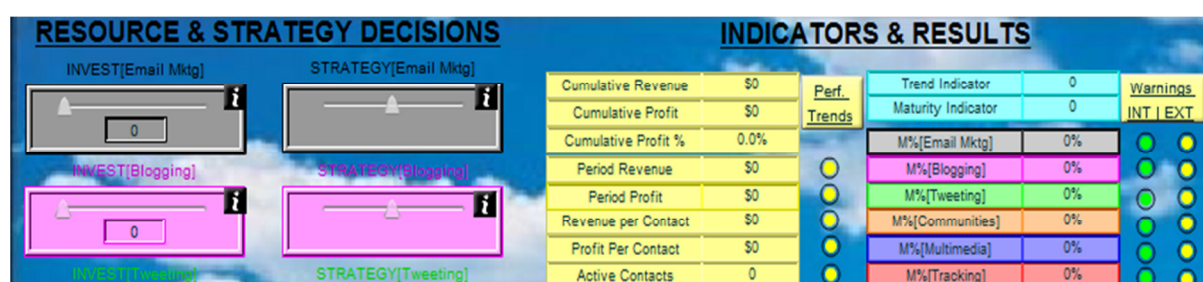 RESOURCE & STRATEGY DECISIONS
INVEST[Email Mktg]
STRATEGY[Email Mktg]
i
i
0
INVEST[Blogging]
STRATEGY[Blogging]
i
i
0
INVEST[Tweeting]
STRATEGY[Tweeting]
INDICATORS & RESULTS
Cumulative Revenue $0
Cumulative Profit $0
Cumulative Profit % 0.0%
Period Revenue $0
Period Profit $0
Revenue per Contact $0
Profit Per Contact $0
Active Contacts 0
Perf.
Trends
Trend Indicator 0
Maturity Indicator 0
M%[Email Mktg] 0%
M%[Blogging] 0%
M%[Tweeting] 0%
M%[Communities] 0%
M%[Multimedia] 0%
M%[Tracking] 0%
Warnings
INT | EXT